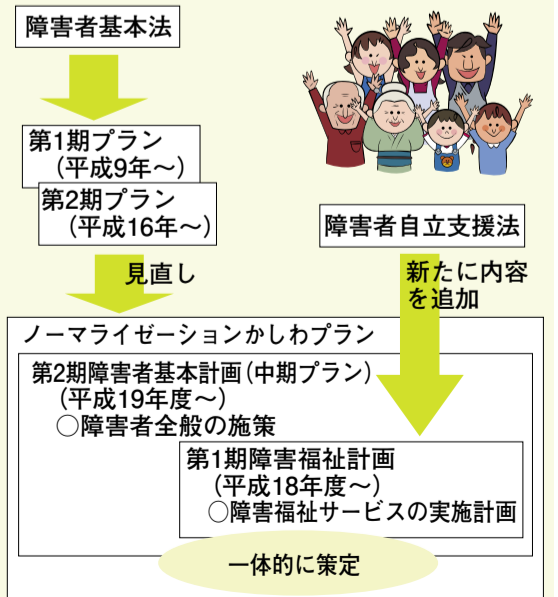 障害者基本法
第1期プラン
（平成9年～）
第2期プラン
（平成16年～）
見直し
障害者自立支援法
新たに内容
を追加
ノーマライゼーションかしわプラン
第2期障害者基本計画（中期プラン）
（平成19年度～）
○障害者全般の施策
第1期障害福祉計画
（平成18年度～）
○障害福祉サービスの実施計画
一体的に策定